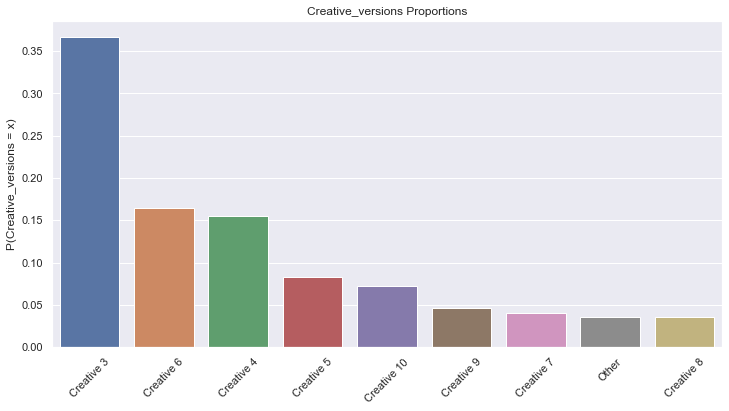 Creative_versions Proportions
P(Creative_versions = x)
0.35
0.30
0.25
0.20
0.15
0.10
0.05
0.00
Creative 3
Creative 6
Creative 4
Creative 5
Creative 10
Creative 9
Creative 7
Other
Creative 8